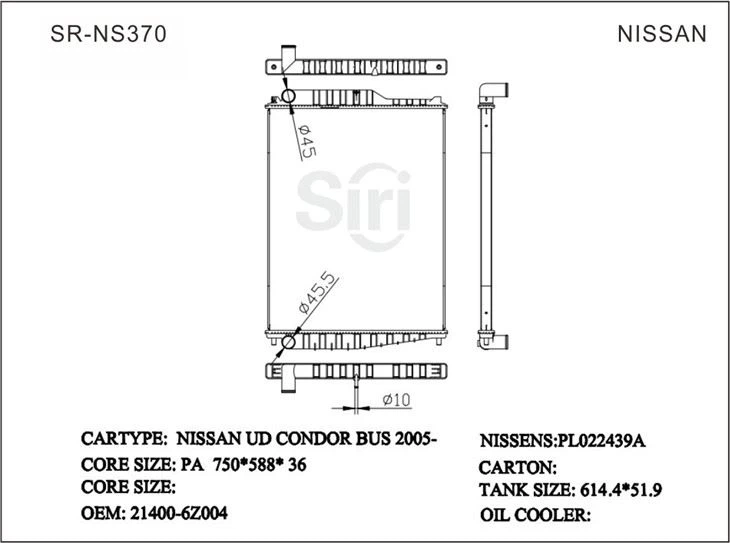 SR-NS370
NISSAN
Ø45
Siri
Ø45.5
Ø10
CARTYPE: NISSAN UD CONDOR BUS 2005-
CORE SIZE: PA 750*588* 36
CORE SIZE:
OEM: 21400-6Z004
NISSENS:PL022439A
CARTON:
TANK SIZE: 614.4*51.9
OIL COOLER: